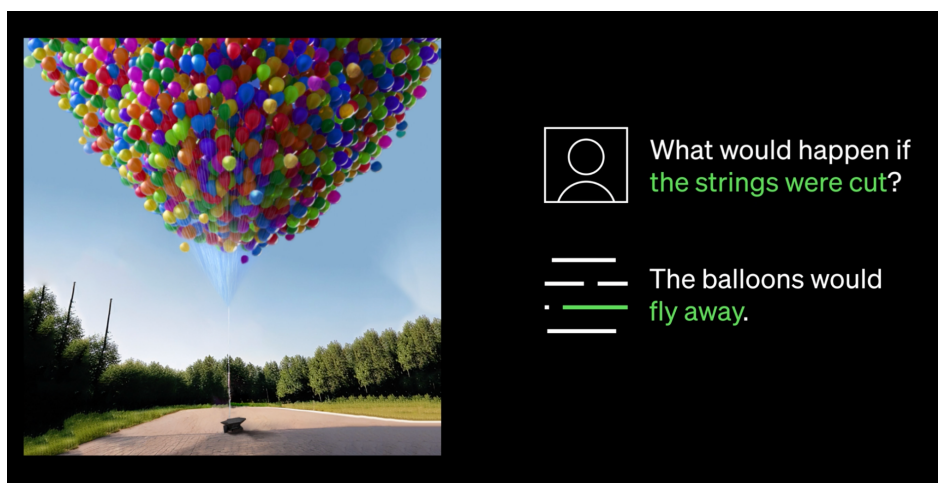 What would happen if
the strings were cut?
The balloons would
fly away.